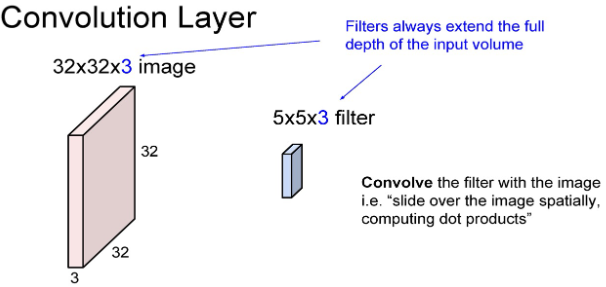 Convolution Layer
Filters always extend the full
depth of the input volume
32x32x3 image
5x5x3 filter
32
32
3
Convolve the filter with the image
i.e. “slide over the image spatially,
computing dot products”